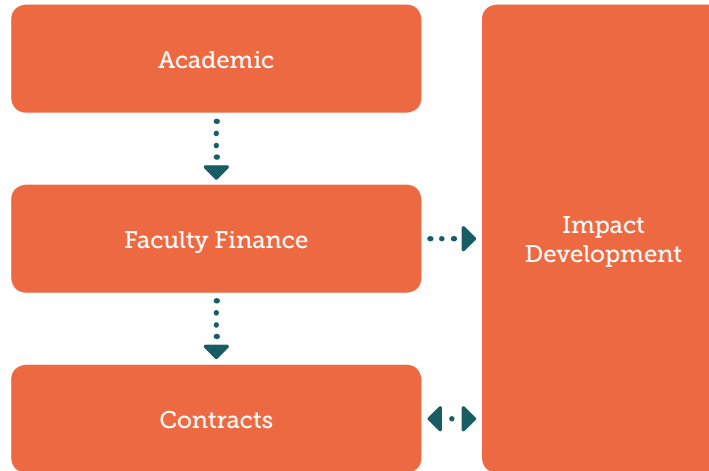 Academic
Faculty Finance
Impact
Development
Contracts